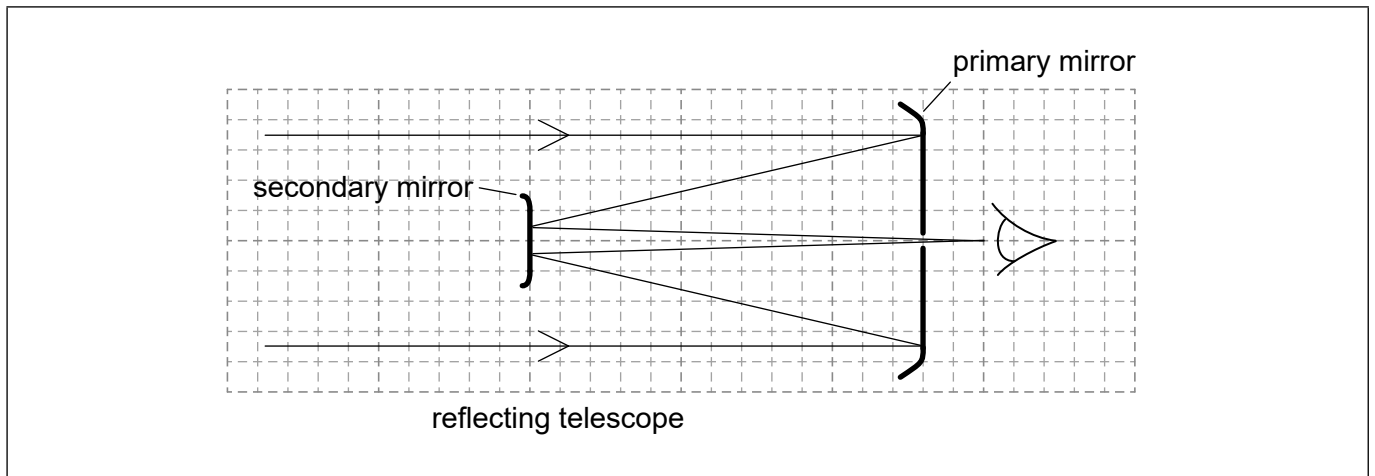 primary mirror
secondary mirror
reflecting telescope